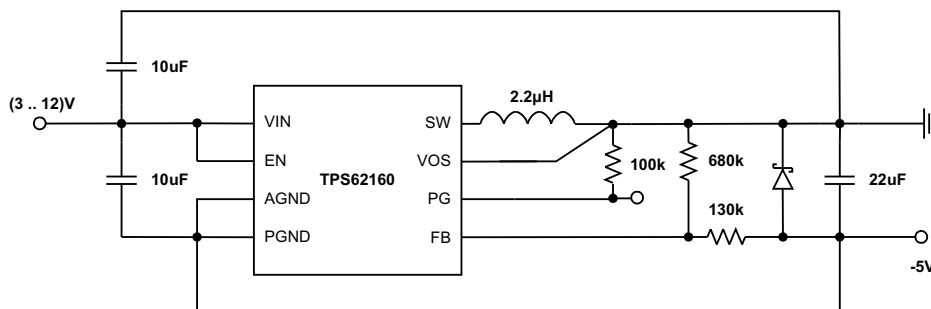 10uF
2.2µH
(3 .. 12)V
VIN
SW
EN
VOS
100k
680k
10uF
TPS62160
22uF
AGND
PG
130k
PGND
FB
-5V